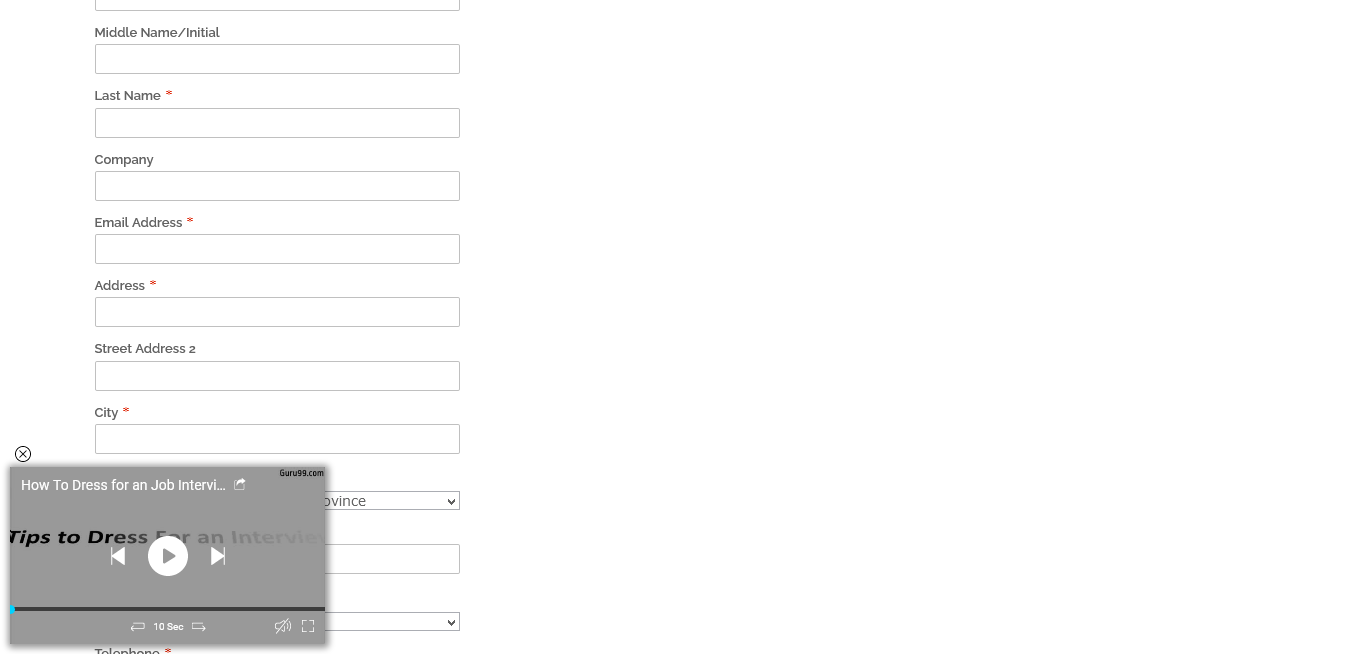 Middle Name/Initial
Last Name *
Company
Email Address *
Address *
Street Address 2
City *
Guru99.com
How To Dress for an Job Intervi...
ovince
Tips to Dress For an Interview
10 Sec
Telephone *